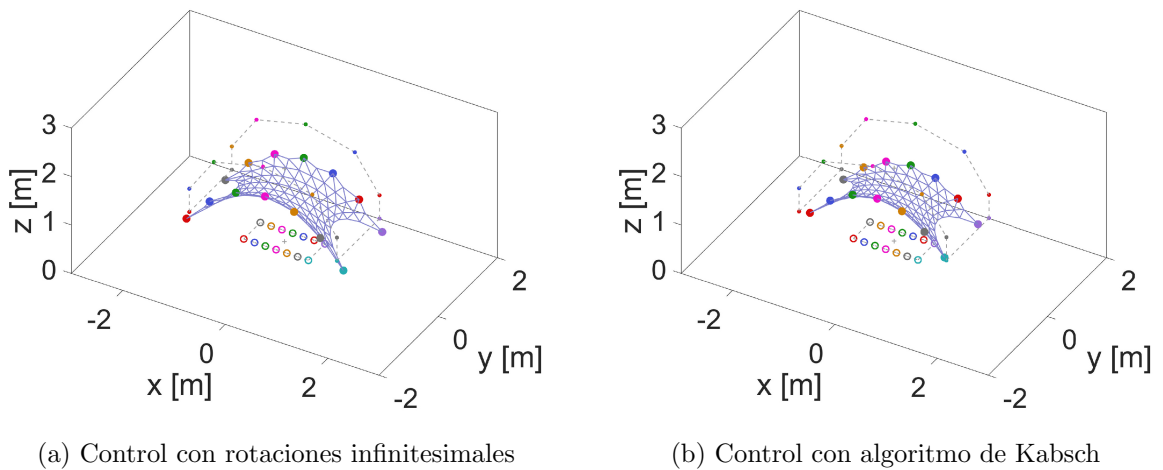 3
2
1
0
z [m]
-2
0
2
x [m]
2
0
-2
y [m]
3
2
1
0
z [m]
-2
0
2
x [m]
2
0
-2
y [m]
(a) Control con rotaciones infinitesimales
(b) Control con algoritmo de Kabsch